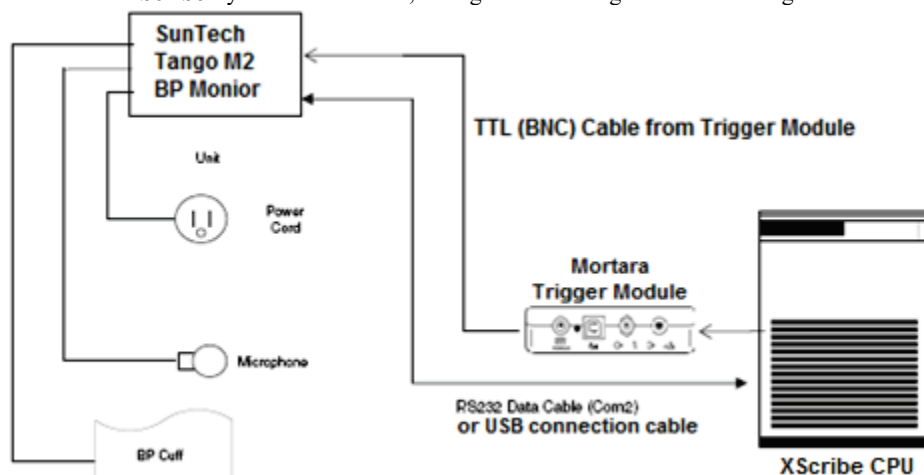 SunTech
Tango M2
BP Monior
TTL (BNC) Cable from Trigger Module
Unit
Power
Cord
Mortara
Trigger Module
Microphone
RS232 Data Cable (Com2)
or USB connection cable
BP Cuff
XScribe CPU